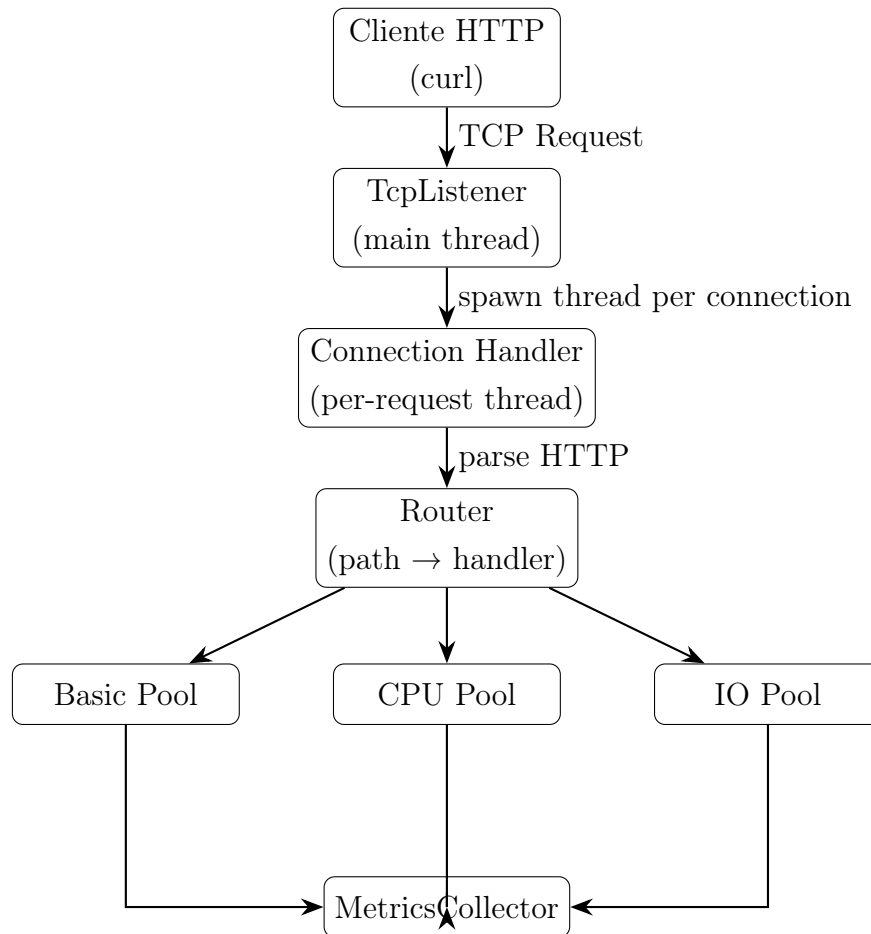 Cliente HTTP
(curl)
TCP Request
TcpListener
(main thread)
spawn thread per connection
Connection Handler
(per-request thread)
parse HTTP
Router
(path → handler)
Basic Pool
CPU Pool
IO Pool
MetricsCollector